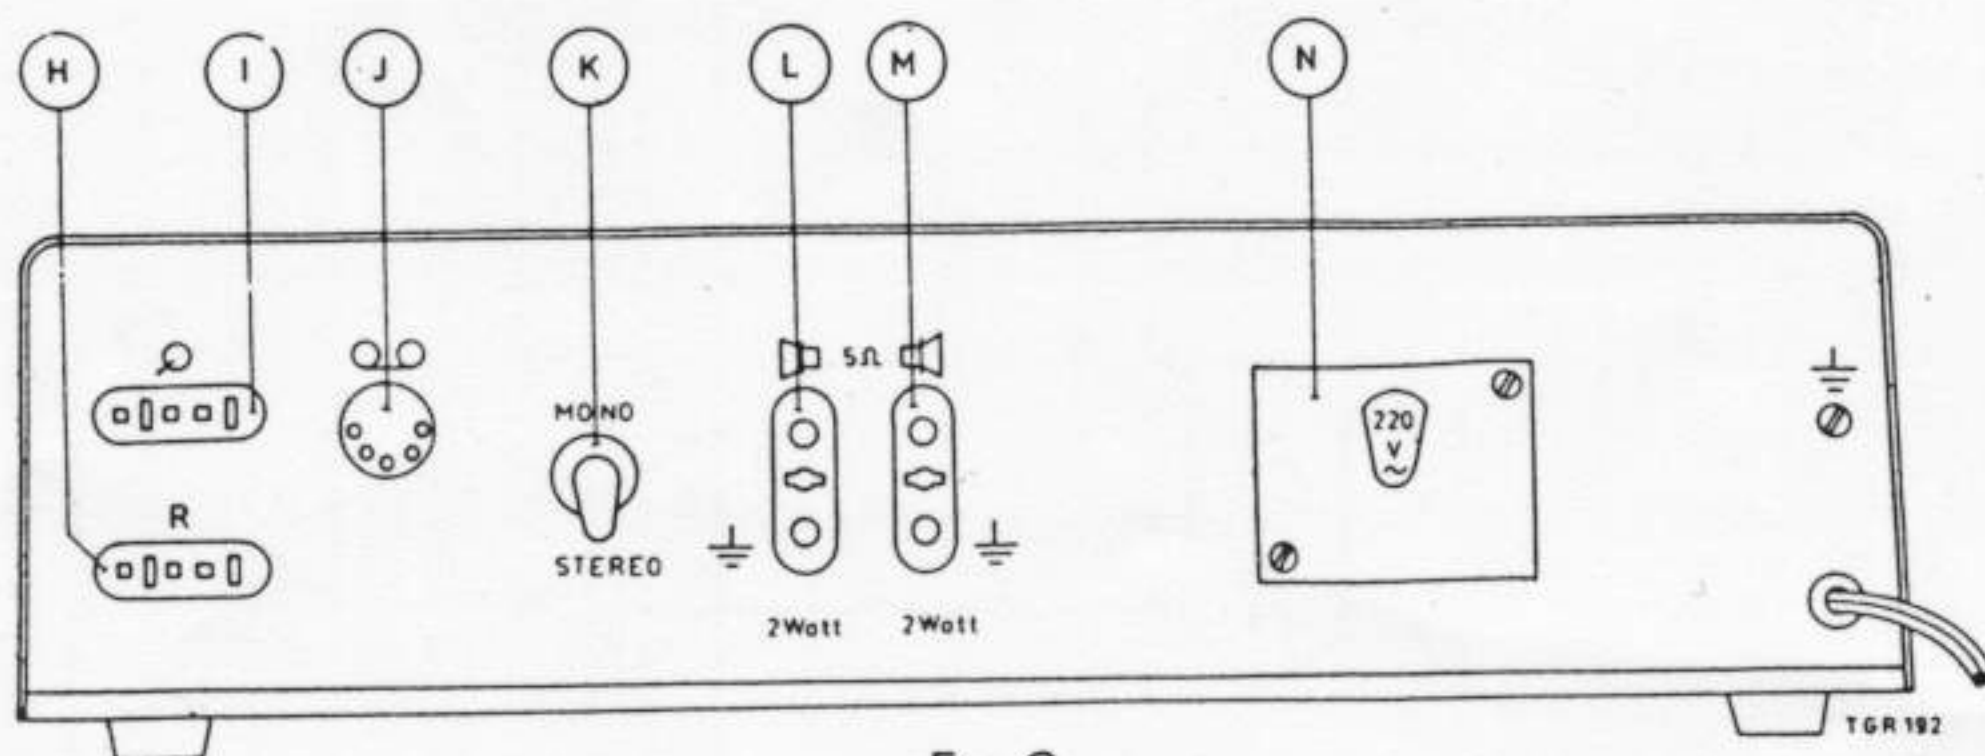 H I J K L M N
5Ω
MONO
220
V
~
R
STEREO
2Watt 2Watt
TGR 192